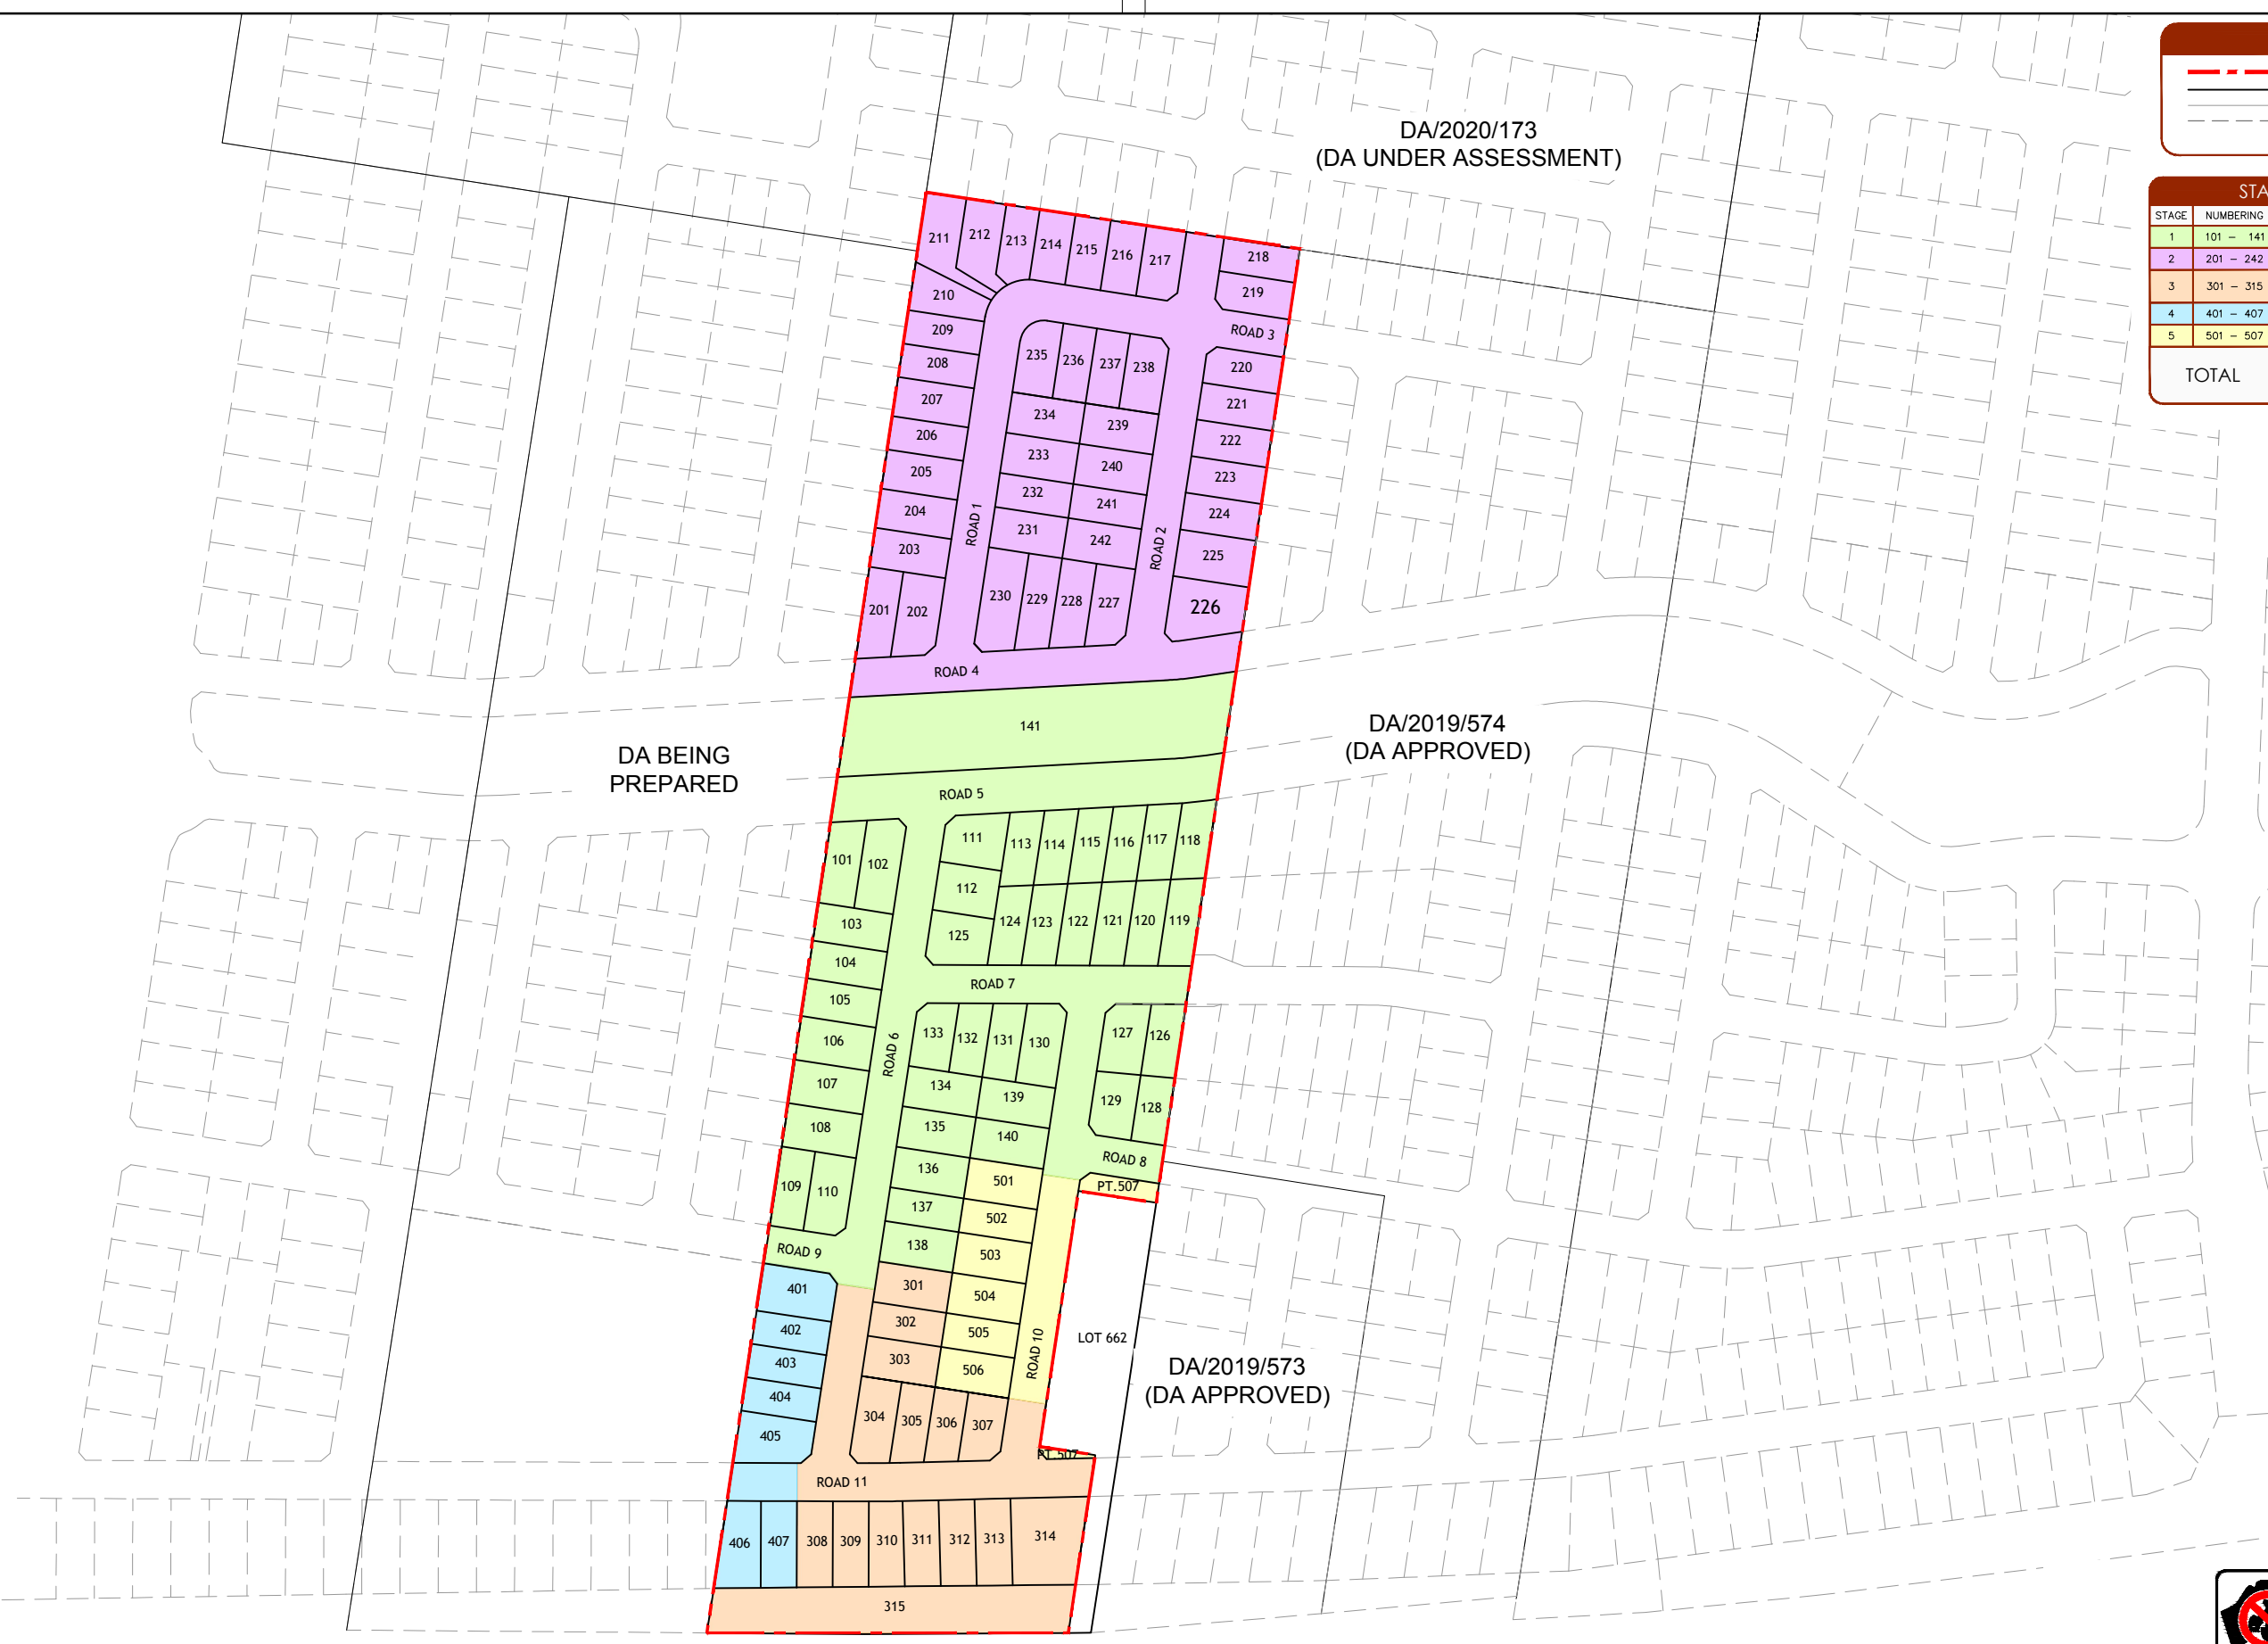 DA/2020/173
(DA UNDER ASSESSMENT)
STA
STAGE NUMBERING
1 101 - 141
2 201 - 242
3 301 - 315
4 401 - 407
5 501 - 507
TOTAL
211 212 213 214 215 216 217 218
219
210
ROAD 3
209
235 236 237 238
208 220
207 221
234 239
206 222
233 240
205 223
232 241
204 224
ROAD 1
231 242
ROAD 2
203 225
201 202 230 229 228 227 226
ROAD 4
141
DA/2019/574
(DA APPROVED)
DA BEING
PREPARED
ROAD 5
111 113 114 115 116 117 118
101 102
112
103 125 124 123 122 121 120 119
104
ROAD 7
105
133 132 131 130 127 126
106
ROAD 6
107 134 139 129 128
108 135 140
ROAD 8
136 501 PT.507
109 110
137 502
138 503
ROAD 9
401 301 504
402 302 505
LOT 662
403 303 506
ROAD 10
DA/2019/573
(DA APPROVED)
404
405 304 305 306 307
PT.507
ROAD 11
406 407 308 309 310 311 312 313 314
315